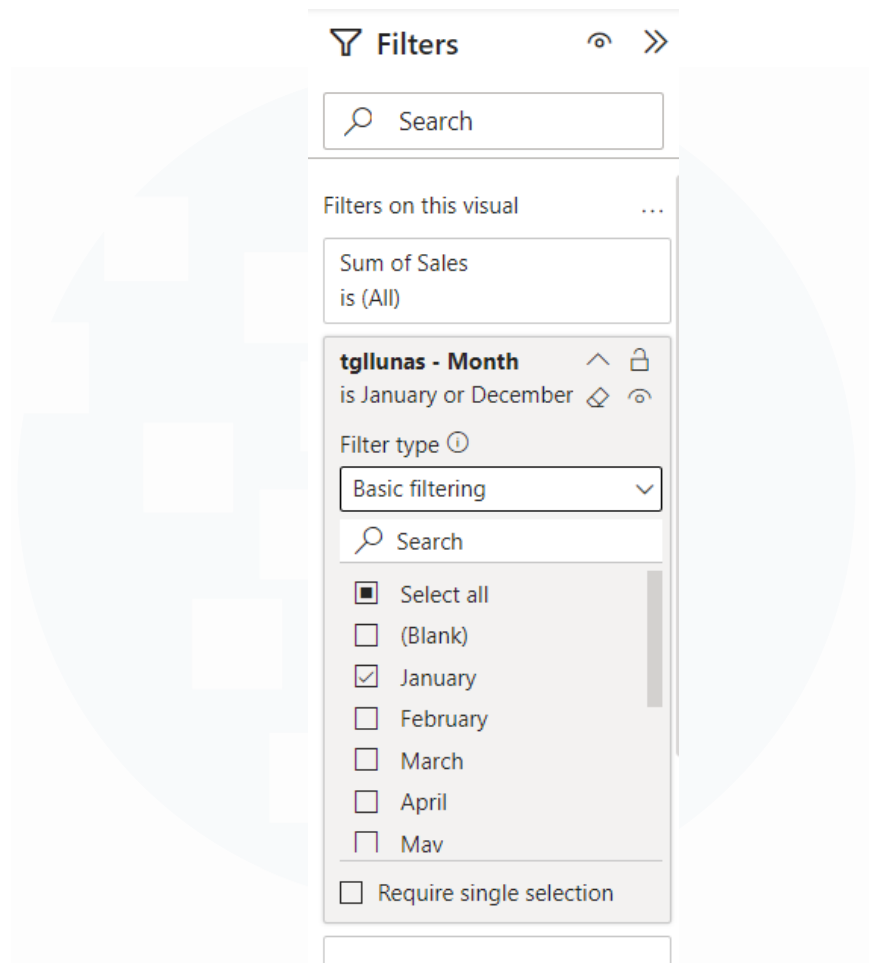 Filters
Search
Filters on this visual
...
Sum of Sales
is (All)
tgllunas - Month
is January or December
Filter type
Basic filtering
Search
Select all
(Blank)
January
February
March
April
May
Require single selection